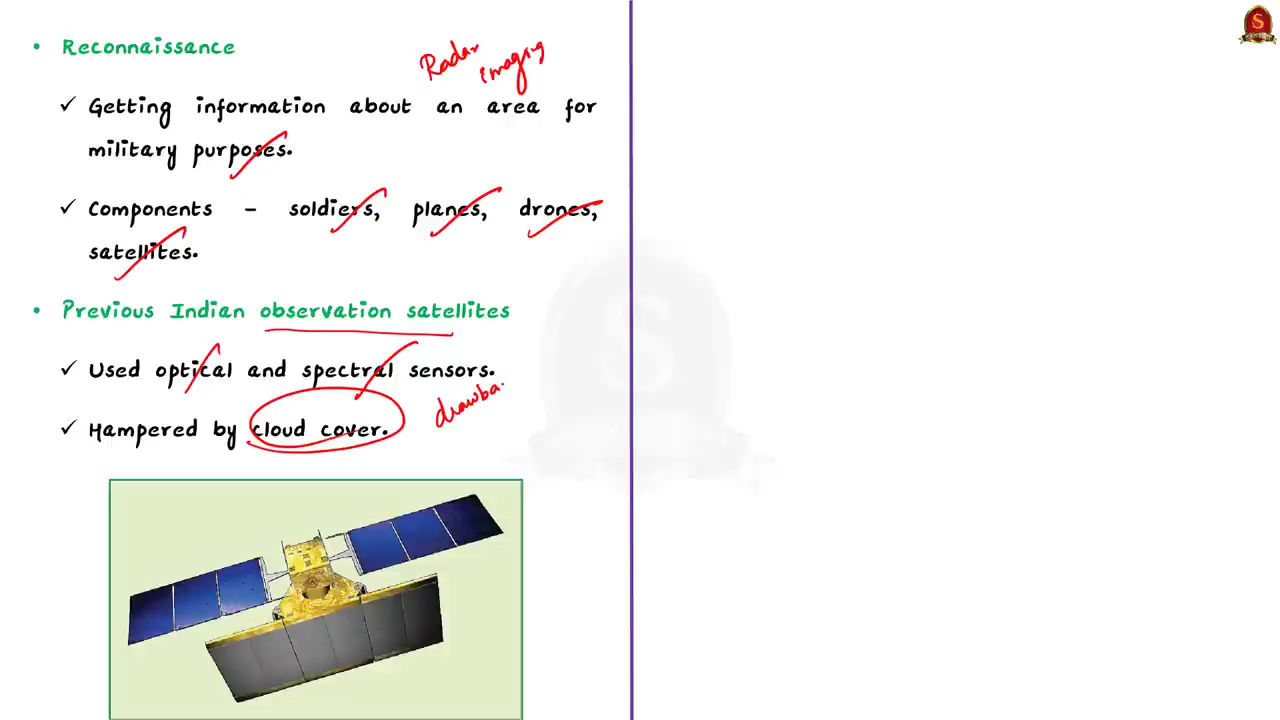 • Reconnaissance
Radar
imaging
✓ Getting information about an area for
military purposes.
✓ Components - soldiers, planes, drones,
satellites.
• Previous Indian observation satellites
✓ Used optical and spectral sensors.
drawba
✓ Hampered by cloud cover.
S
S